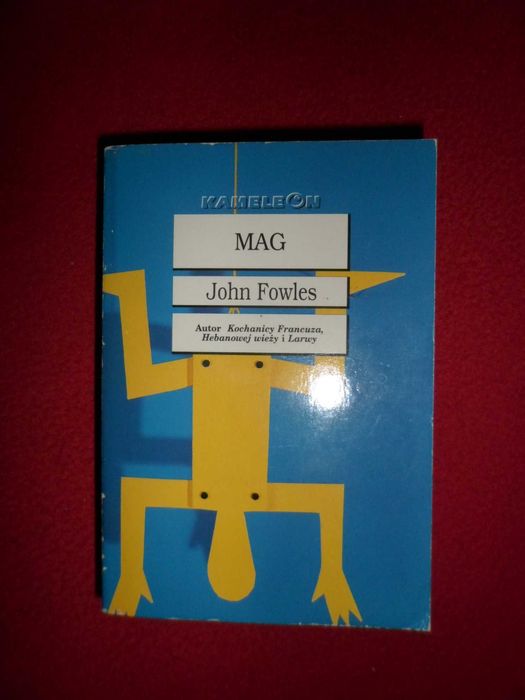 KAMELEON
MAG
John Fowles
Autor Kochanicy Francuza,
Hebanowej wieży i Larwy